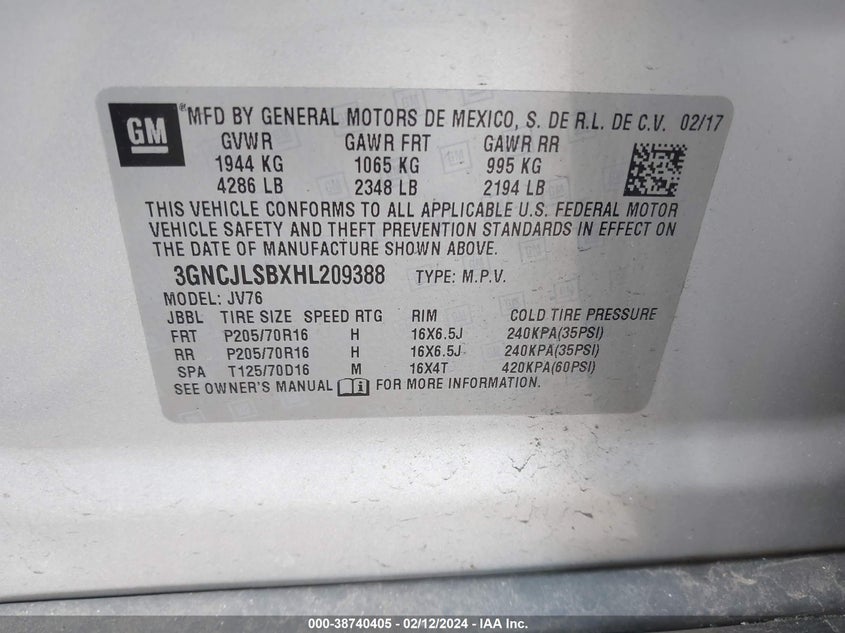 GM ® MFD BY GENERAL MOTORS DE MEXICO, S. DE R.L. DE C.V. 02/17
GVWR GAWR FRT GAWR RR
1944 KG 1065 KG 995 KG
4286 LB 2348 LB 2194 LB
THIS VEHICLE CONFORMS TO ALL APPLICABLE U.S. FEDERAL MOTOR
VEHICLE SAFETY AND THEFT PREVENTION STANDARDS IN EFFECT ON
THE DATE OF MANUFACTURE SHOWN ABOVE.
3GNCJLSBXHL209388 TYPE: M.P.V.
MODEL: JV76
JBBL TIRE SIZE SPEED RTG RIM COLD TIRE PRESSURE
FRT P205/70R16 H 16X6.5J 240KPA(35PSI)
RR P205/70R16 H 16X6.5J 240KPA(35PSI)
SPA T125/70D16 M 16X4T 420KPA(60PSI)
SEE OWNER'S MANUAL FOR MORE INFORMATION.
000-38740405 - 02/12/2024 - IAA Inc.